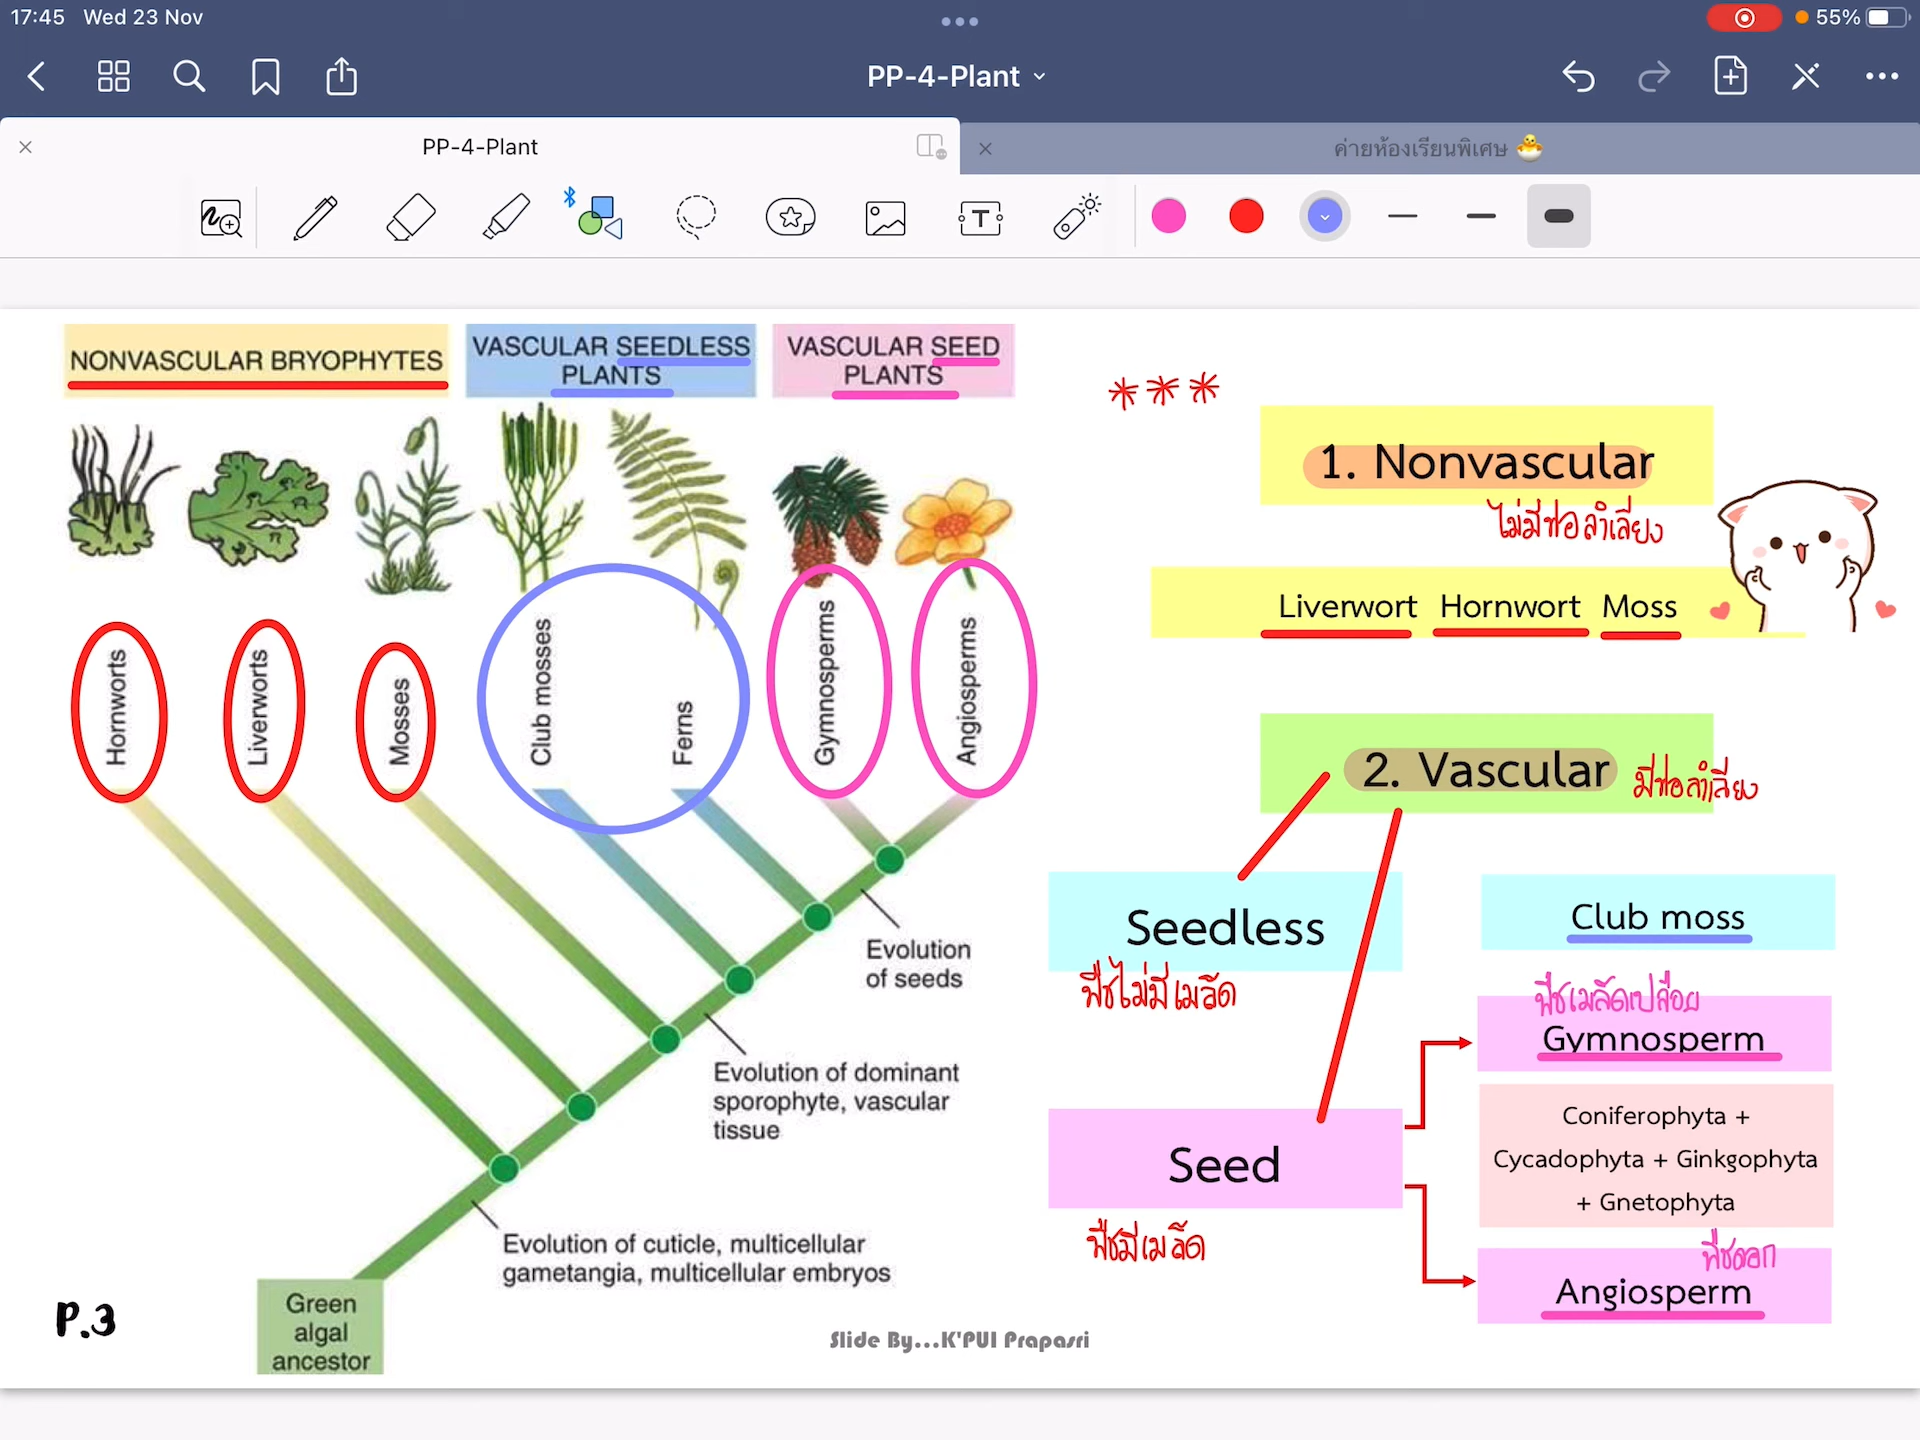 17:45 Wed 23 Nov
55%
PP-4-Plant
PP-4-Plant
ค่ายห้องเรียนพิเศษ 🐣
T
NONVASCULAR BRYOPHYTES
VASCULAR SEEDLESS
PLANTS
VASCULAR SEED
PLANTS
Hornworts
Liverworts
Mosses
Club mosses
Ferns
Gymnosperms
Angiosperms
Evolution
of seeds
Evolution of dominant
sporophyte, vascular
tissue
Evolution of cuticle, multicellular
gametangia, multicellular embryos
Green
algal
ancestor
P.3
***
1. Nonvascular
ไม่มีท่อลำเลียง
Liverwort Hornwort Moss
2. Vascular
มีท่อลำเลียง
Seedless
พืชไม่มีเมล็ด
Club moss
พืชเมล็ดเปลือย
Gymnosperm
Coniferophyta +
Cycadophyta + Ginkgophyta
+ Gnetophyta
Seed
พืชมีเมล็ด
พืชดอก
Angiosperm
Slide By...K'PUI Prapasri